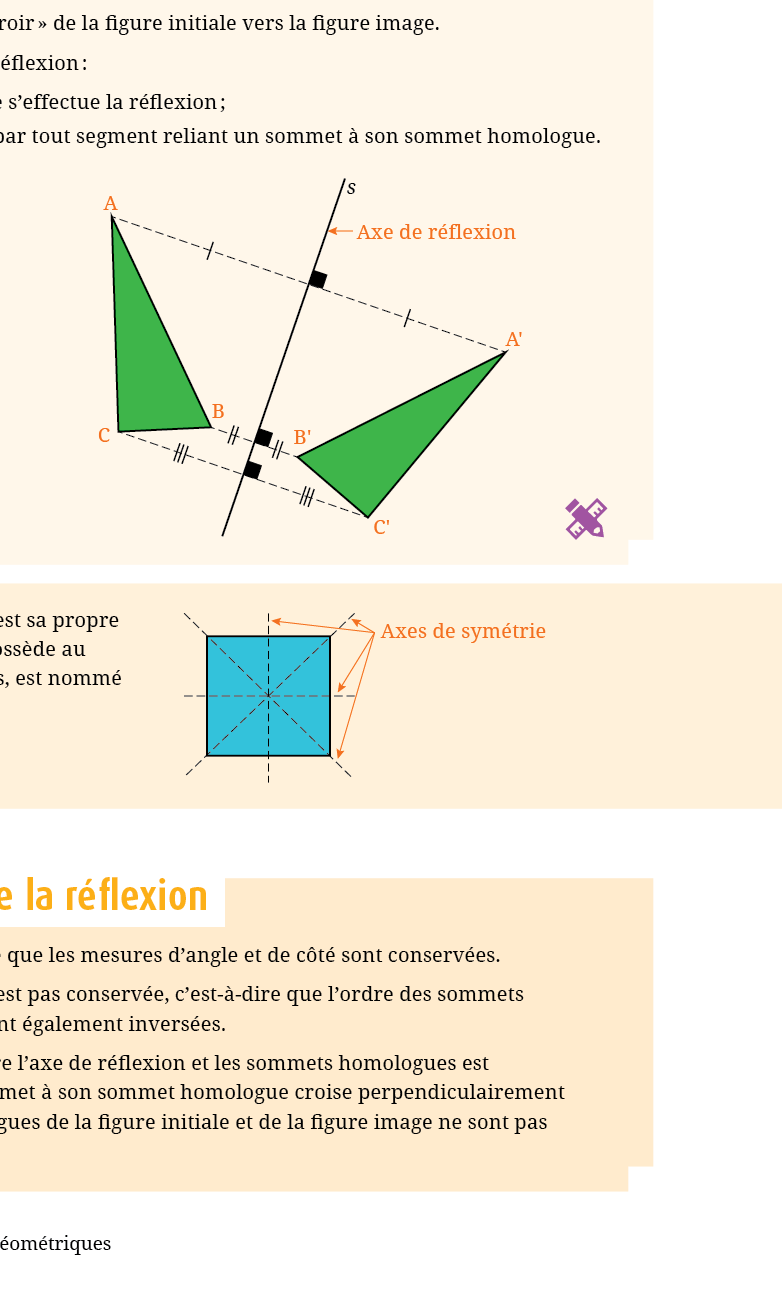 roir » de la figure initiale vers la figure image.
éflexion :
e s’effectue la réflexion ;
par tout segment reliant un sommet à son sommet homologue.
s
A
Axe de réflexion
A'
B
C
B'
C'
est sa propre
ossède au
s, est nommé
Axes de symétrie
e la réflexion
que les mesures d’angle et de côté sont conservées.
est pas conservée, c’est-à-dire que l’ordre des sommets
nt également inversées.
re l’axe de réflexion et les sommets homologues est
met à son sommet homologue croise perpendiculairement
gues de la figure initiale et de la figure image ne sont pas
éométriques